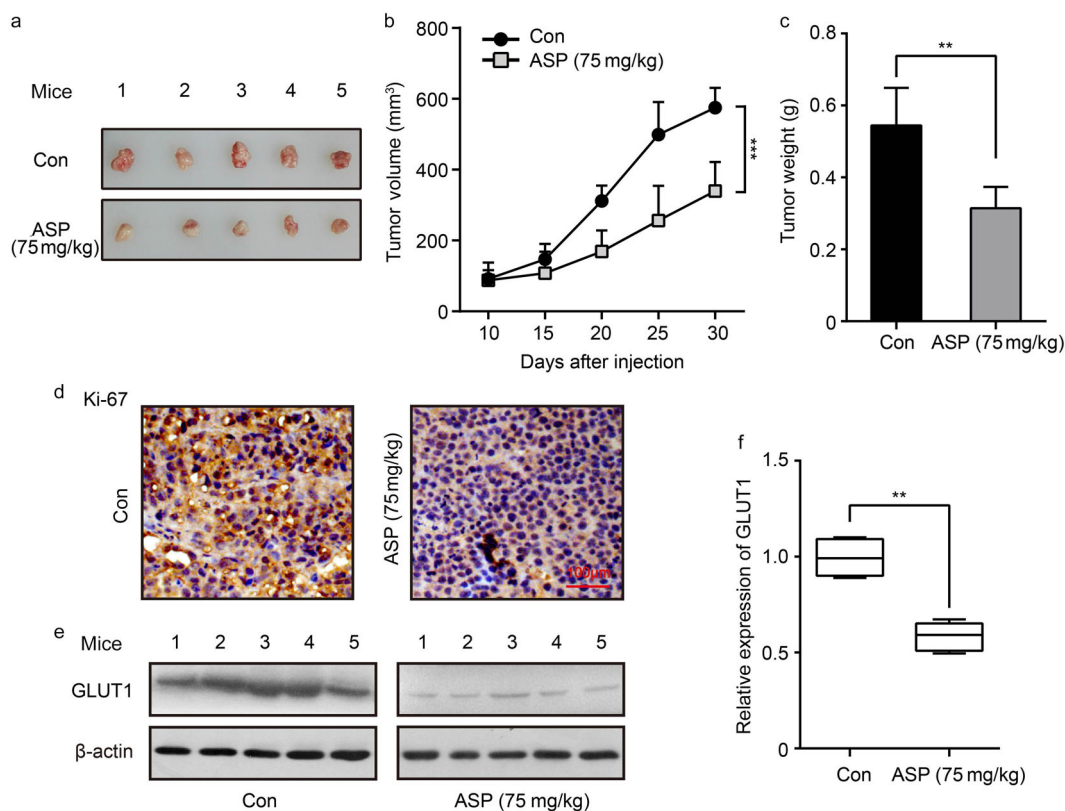 a
Mice 1 2 3 4 5
Con
ASP
(75 mg/kg)
b
Tumor volume (mm³)
800
600
400
200
0
Con
ASP (75 mg/kg)
***
10 15 20 25 30
Days after injection
c
Tumor weight (g)
0.8
0.6
0.4
0.2
0
**
Con ASP (75 mg/kg)
d
Ki-67
Con
ASP (75mg/kg)
100μm
e
Mice 1 2 3 4 5 1 2 3 4 5
GLUT1
β-actin
Con ASP (75 mg/kg)
f
Relative expression of GLUT1
1.5
1.0
0.5
0
**
Con ASP (75 mg/kg)